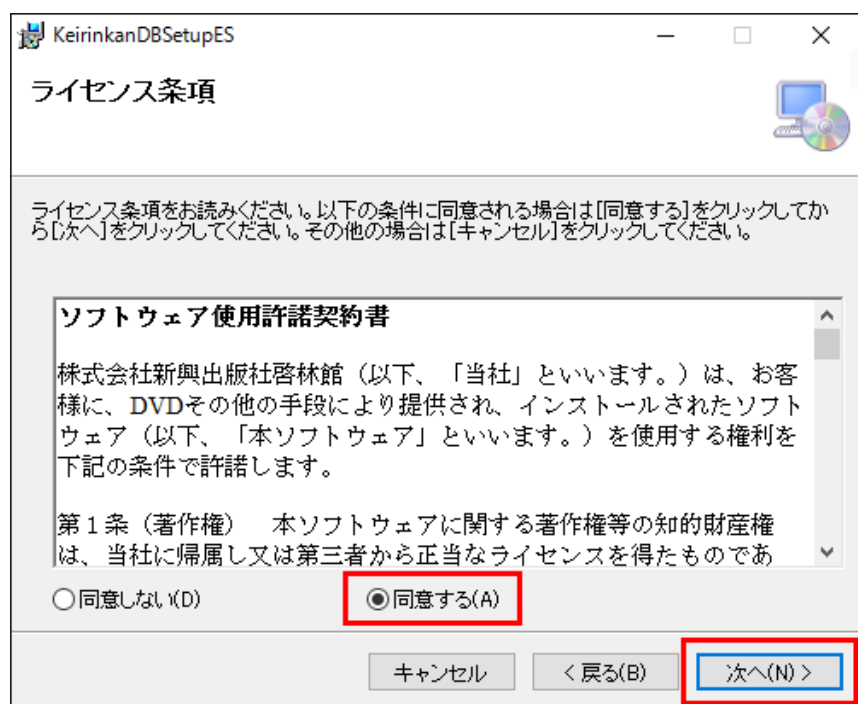 KeirinkanDBSetupES
ライセンス条項
ライセンス条項をお読みください。以下の条件に同意される場合は[同意する]をクリックしてか
ら[次へ]をクリックしてください。その他の場合は[キャンセル]をクリックしてください。
ソフトウェア使用許諾契約書
株式会社新興出版社啓林館（以下、「当社」といいます。）は、お客
様に、DVDその他の手段により提供され、インストールされたソフト
ウェア（以下、「本ソフトウェア」といいます。）を使用する権利を
下記の条件で許諾します。
第１条（著作権）　本ソフトウェアに関する著作権等の知的財産権
は、当社に帰属し又は第三者から正当なライセンスを得たものであ
同意しない(D)
同意する(A)
キャンセル
< 戻る(B)
次へ(N) >